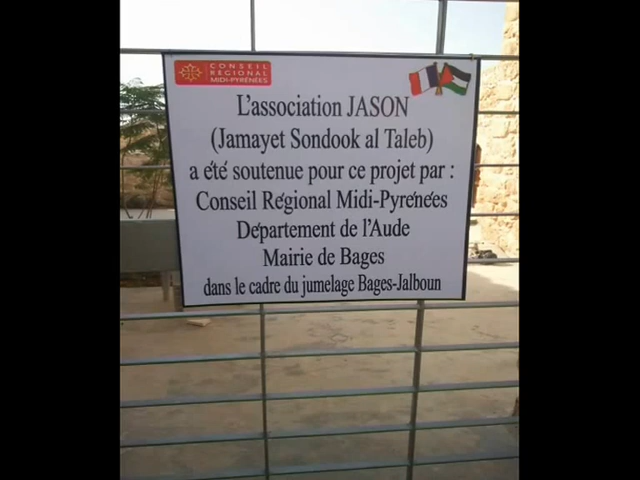 CONSEIL
RÉGIONAL
MIDI-PYRÉNÉES
L'association JASON
(Jamayet Sondook al Taleb)
a été soutenue pour ce projet par :
Conseil Régional Midi-Pyrénées
Département de l'Aude
Mairie de Bages
dans le cadre du jumelage Bages-Jalboun